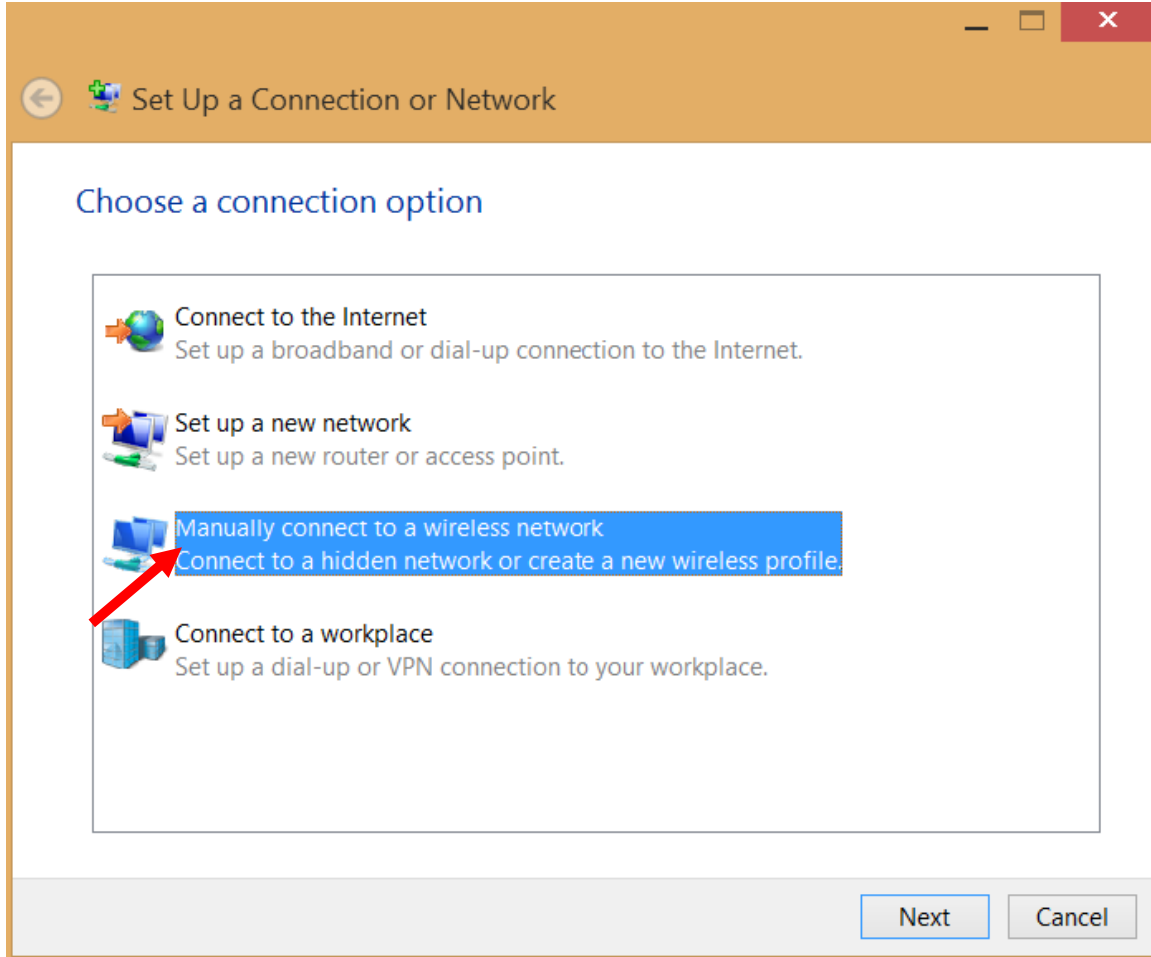 Set Up a Connection or Network
Choose a connection option
Connect to the Internet
Set up a broadband or dial-up connection to the Internet.
Set up a new network
Set up a new router or access point.
Manually connect to a wireless network
Connect to a hidden network or create a new wireless profile.
Connect to a workplace
Set up a dial-up or VPN connection to your workplace.
Next
Cancel